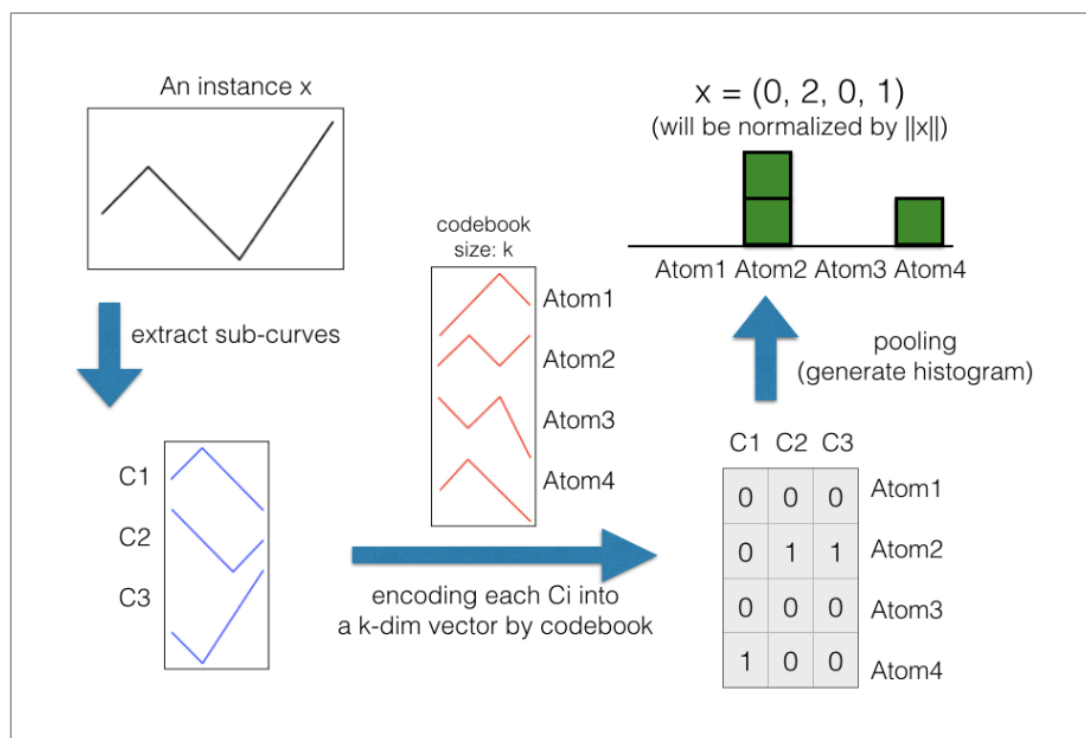 An instance x
extract sub-curves
C1
C2
C3
codebook
size: k
Atom1
Atom2
Atom3
Atom4
encoding each Ci into
a k-dim vector by codebook
C1 C2 C3
0 0 0 Atom1
0 1 1 Atom2
0 0 0 Atom3
1 0 0 Atom4
pooling
(generate histogram)
x = (0, 2, 0, 1)
(will be normalized by ||x||)
Atom1 Atom2 Atom3 Atom4